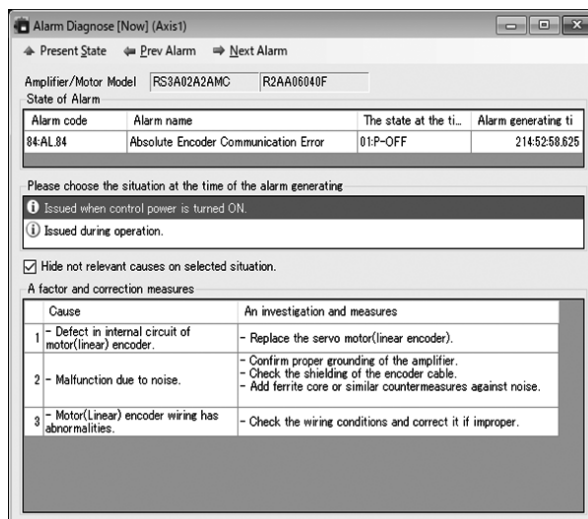 Alarm Diagnose [Now] (Axis1)
Present State Prev Alarm Next Alarm
Amplifier/Motor Model RS3A02A2AMC R2AA06040F
State of Alarm
Alarm code Alarm name The state at the ti... Alarm generating ti
84:AL.84 Absolute Encoder Communication Error 01:P-OFF 214:52:58.625
Please choose the situation at the time of the alarm generating
Issued when control power is turned ON.
Issued during operation.
Hide not relevant causes on selected situation.
A factor and correction measures
Cause An investigation and measures
1 - Defect in internal circuit of motor(linear) encoder. - Replace the servo motor(linear encoder).
2 - Malfunction due to noise. - Confirm proper grounding of the amplifier.
- Check the shielding of the encoder cable.
- Add ferrite core or similar countermeasures against noise.
3 - Motor(Linear) encoder wiring has abnormalities. - Check the wiring conditions and correct it if improper.